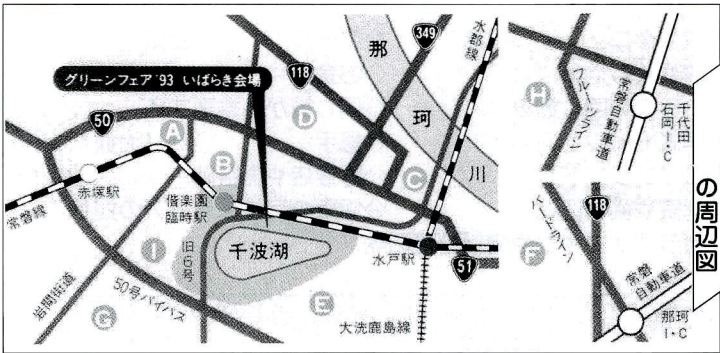 の周辺図
グリーンフェア'93 いばらき会場
50
118
349
水郡線
那
珂
川
A
B
C
D
赤塚駅
常磐線
偕楽園
臨時駅
旧6号
千波湖
水戸駅
51
岩間街道
50号バイパス
I
G
E
F
大洗鹿島線
H
フルーツライン
常磐自動車道
千代田
石岡I・C
118
バードライン
常磐
自動車道
那珂
I・C